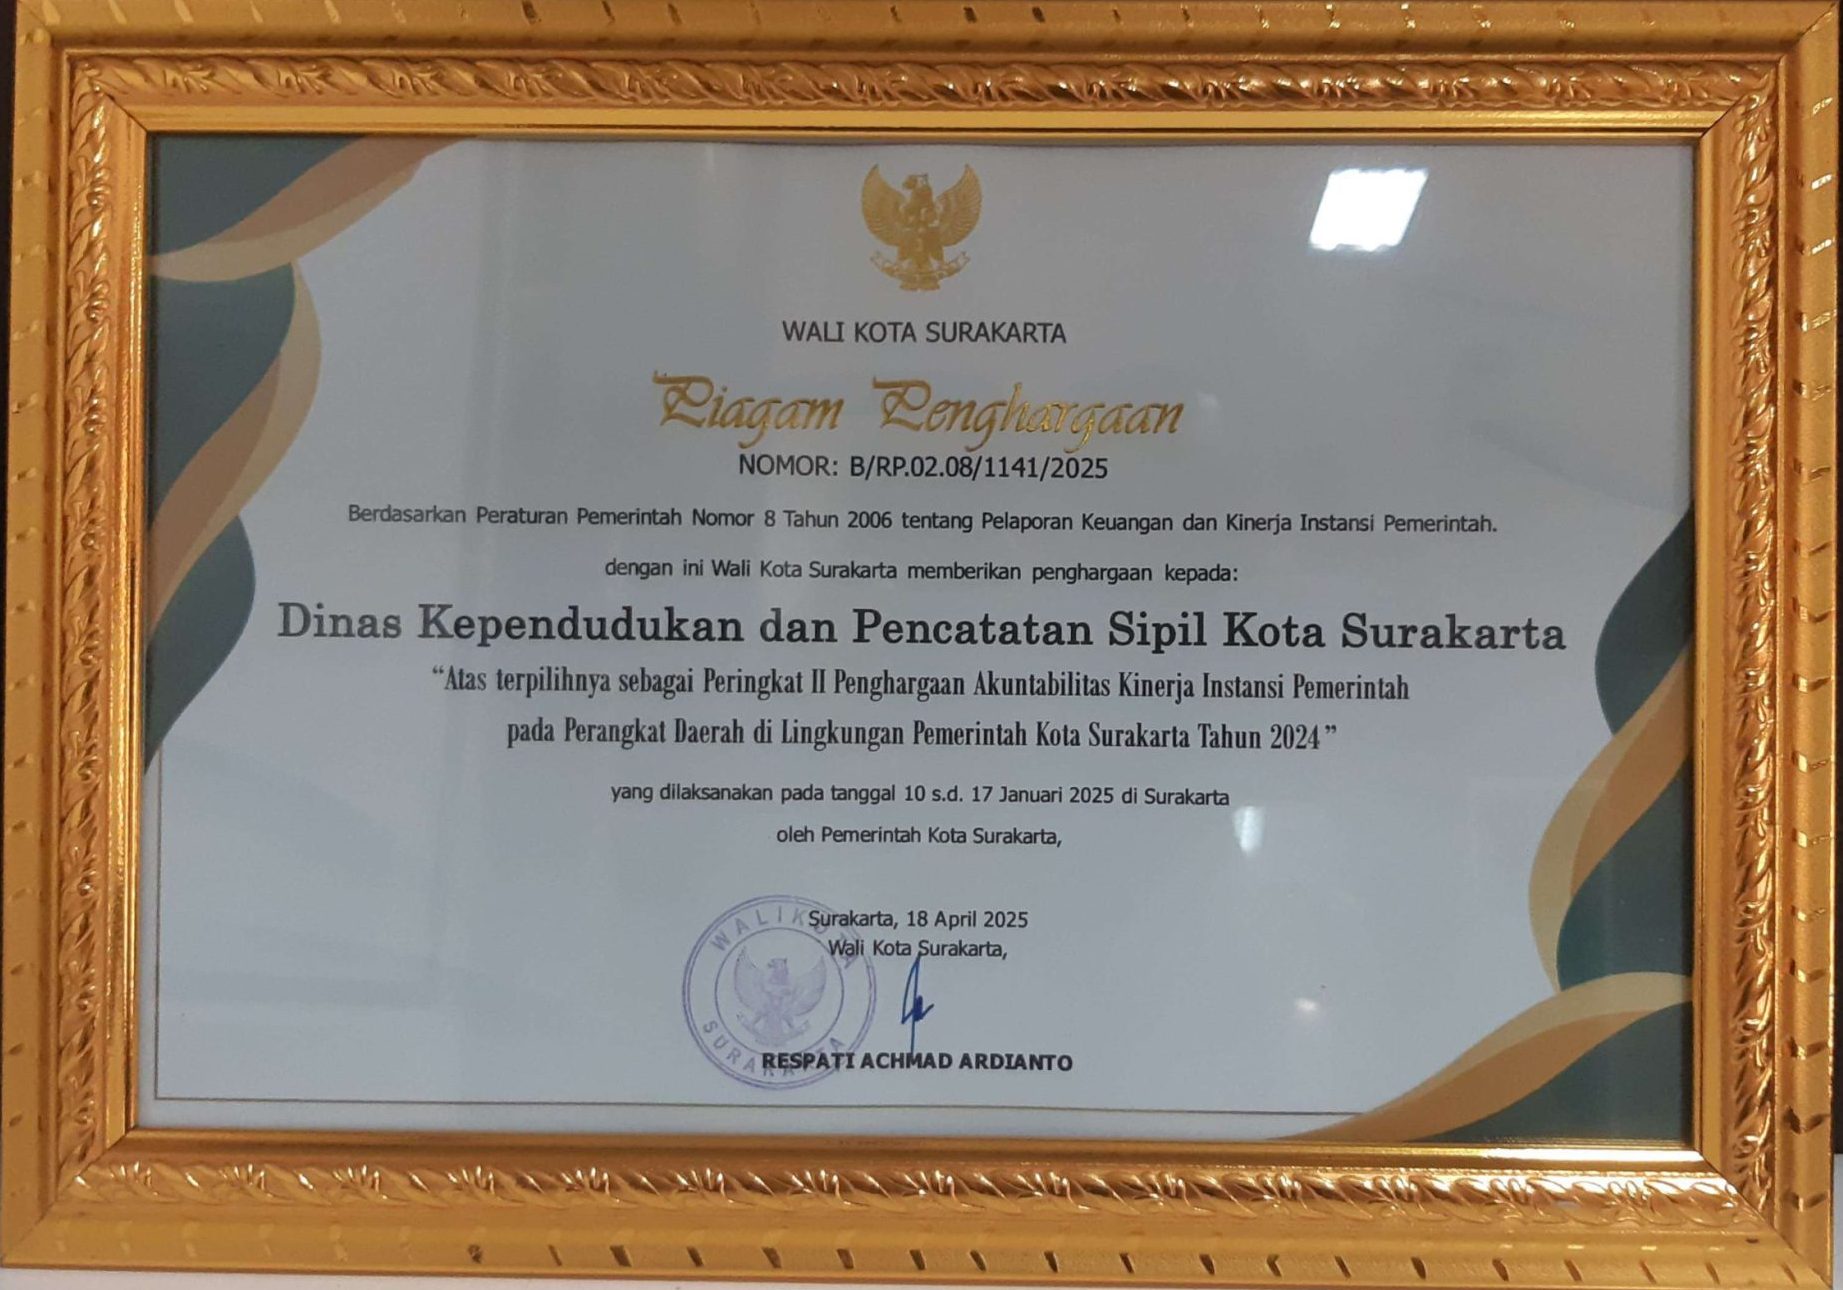 WALI KOTA SURAKARTA
Piagam Penghargaan
NOMOR: B/RP.02.08/1141/2025
Berdasarkan Peraturan Pemerintah Nomor 8 Tahun 2006 tentang Pelaporan Keuangan dan Kinerja Instansi Pemerintah.
dengan ini Wali Kota Surakarta memberikan penghargaan kepada:
Dinas Kependudukan dan Pencatatan Sipil Kota Surakarta
“Atas terpilihnya sebagai Peringkat II Penghargaan Akuntabilitas Kinerja Instansi Pemerintah
pada Perangkat Daerah di Lingkungan Pemerintah Kota Surakarta Tahun 2024”
yang dilaksanakan pada tanggal 10 s.d. 17 Januari 2025 di Surakarta
oleh Pemerintah Kota Surakarta,
Surakarta, 18 April 2025
Wali Kota Surakarta,
WALIKOTA
SURAKARTA
RESPATI ACHMAD ARDIANTO